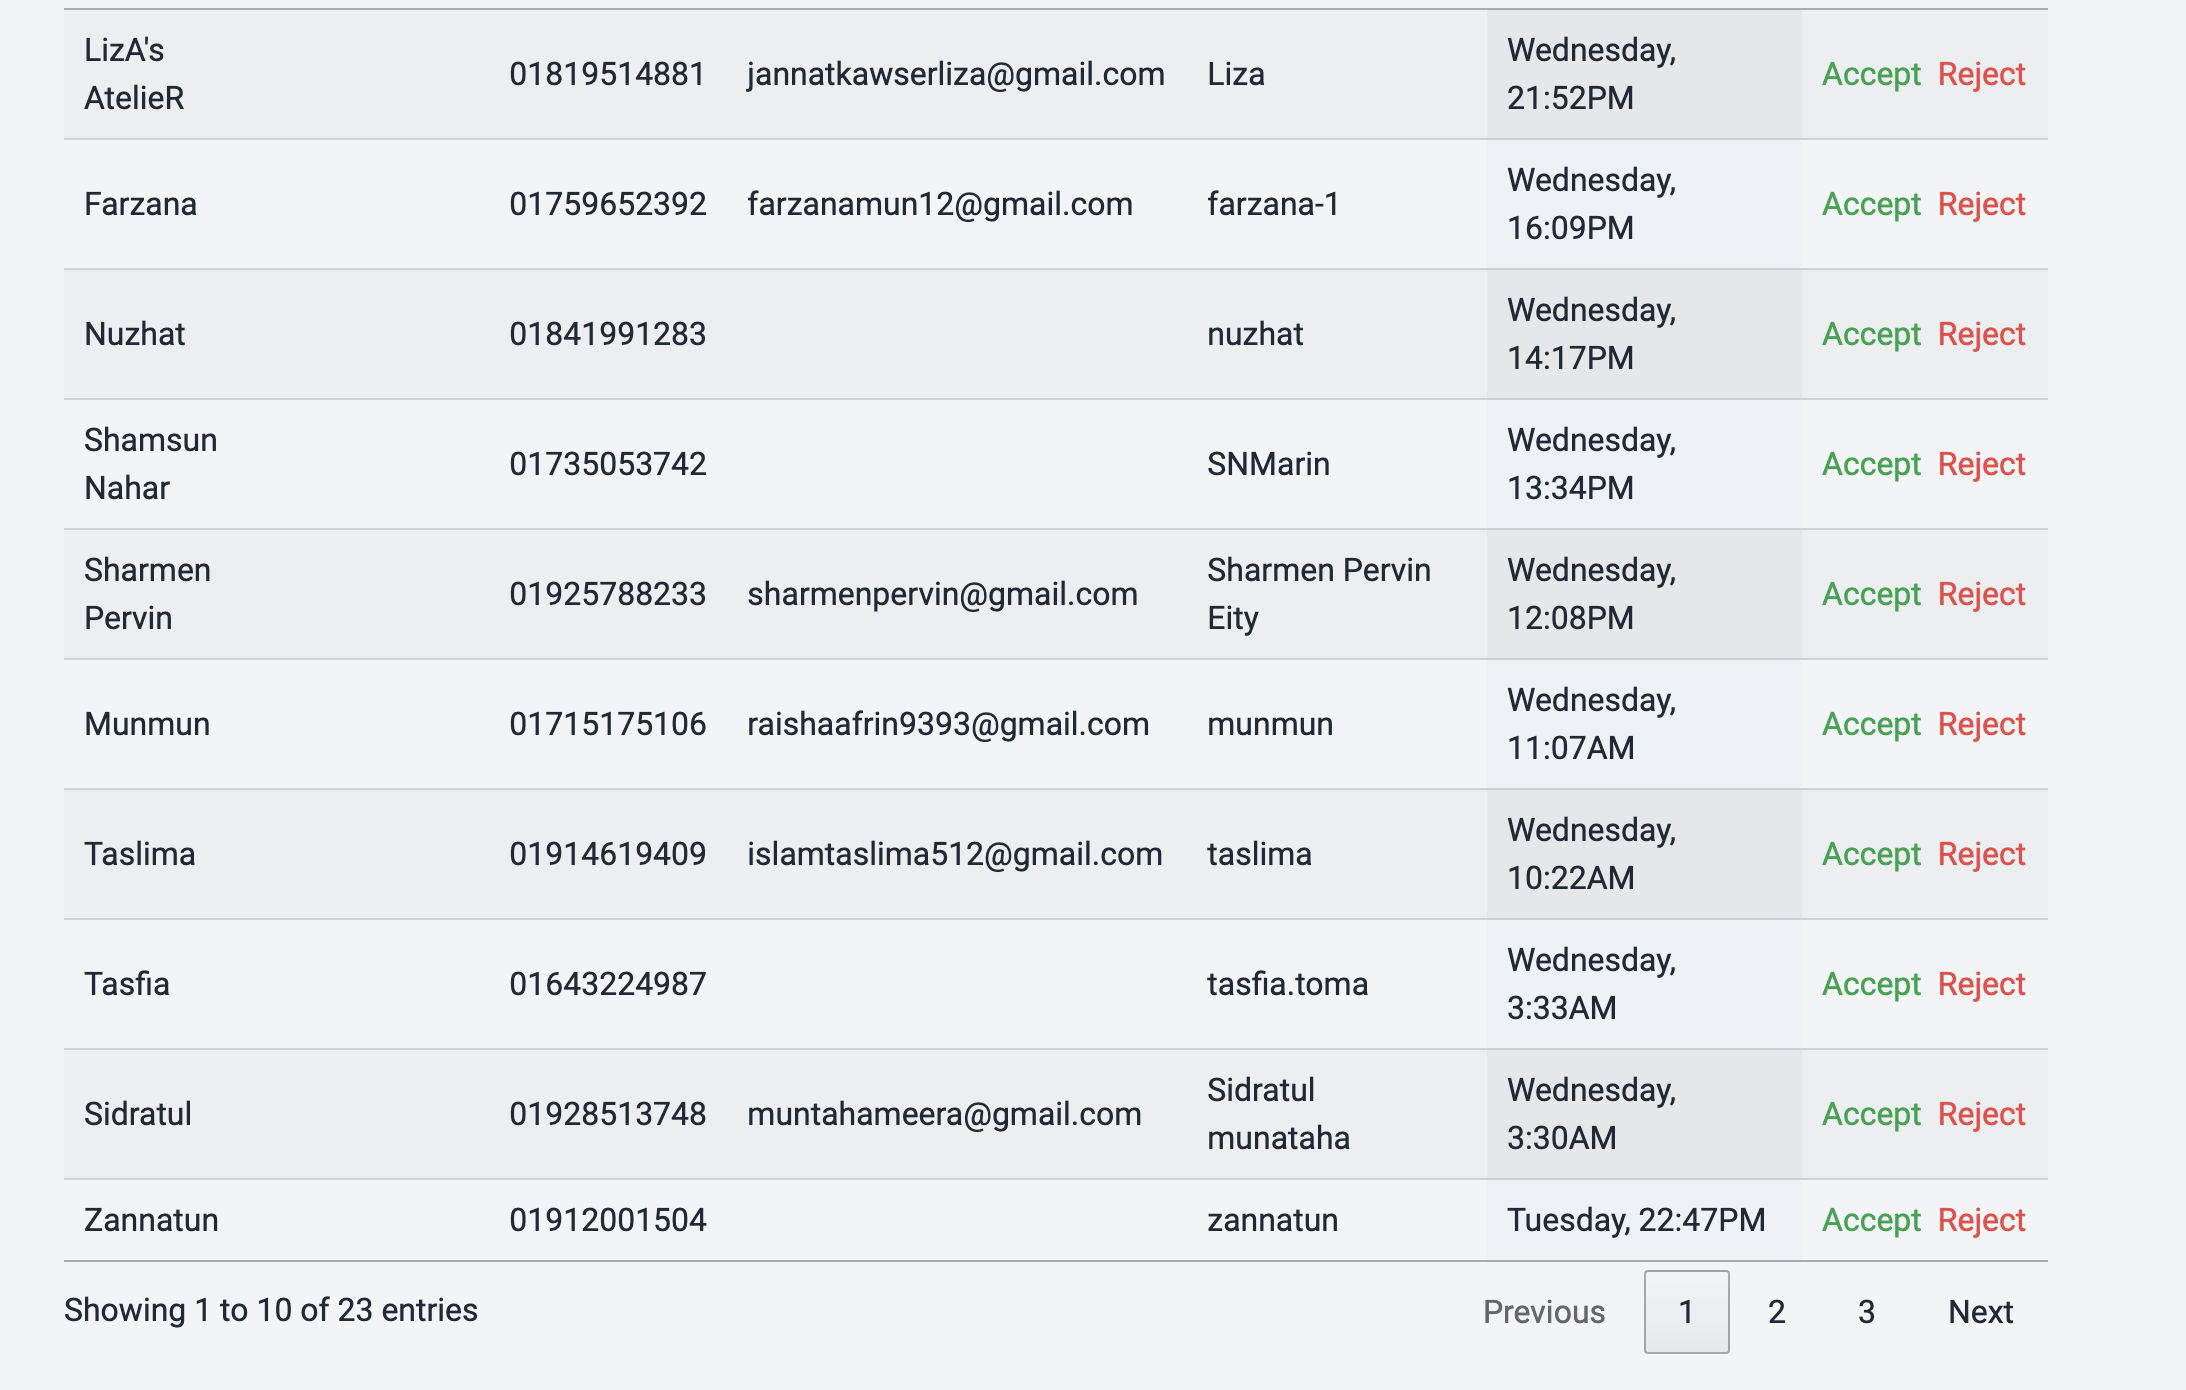 LizA's AtelieR 01819514881 jannatkawserliza@gmail.com Liza Wednesday, 21:52PM Accept Reject
Farzana 01759652392 farzanamun12@gmail.com farzana-1 Wednesday, 16:09PM Accept Reject
Nuzhat 01841991283 nuzhat Wednesday, 14:17PM Accept Reject
Shamsun Nahar 01735053742 SNMarin Wednesday, 13:34PM Accept Reject
Sharmen Pervin 01925788233 sharmenpervin@gmail.com Sharmen Pervin Eity Wednesday, 12:08PM Accept Reject
Munmun 01715175106 raishaafrin9393@gmail.com munmun Wednesday, 11:07AM Accept Reject
Taslima 01914619409 islamtaslima512@gmail.com taslima Wednesday, 10:22AM Accept Reject
Tasfia 01643224987 tasfia.toma Wednesday, 3:33AM Accept Reject
Sidratul 01928513748 muntahameera@gmail.com Sidratul munataha Wednesday, 3:30AM Accept Reject
Zannatun 01912001504 zannatun Tuesday, 22:47PM Accept Reject
Showing 1 to 10 of 23 entries Previous 1 2 3 Next